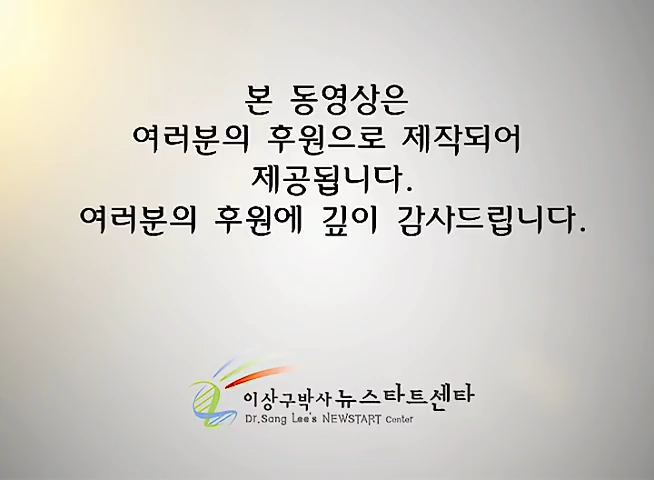 본 동영상은
여러분의 후원으로 제작되어
제공됩니다.
여러분의 후원에 깊이 감사드립니다.
이상구박사 뉴스타트센타
Dr.Sang Lee's NEWSTART Center